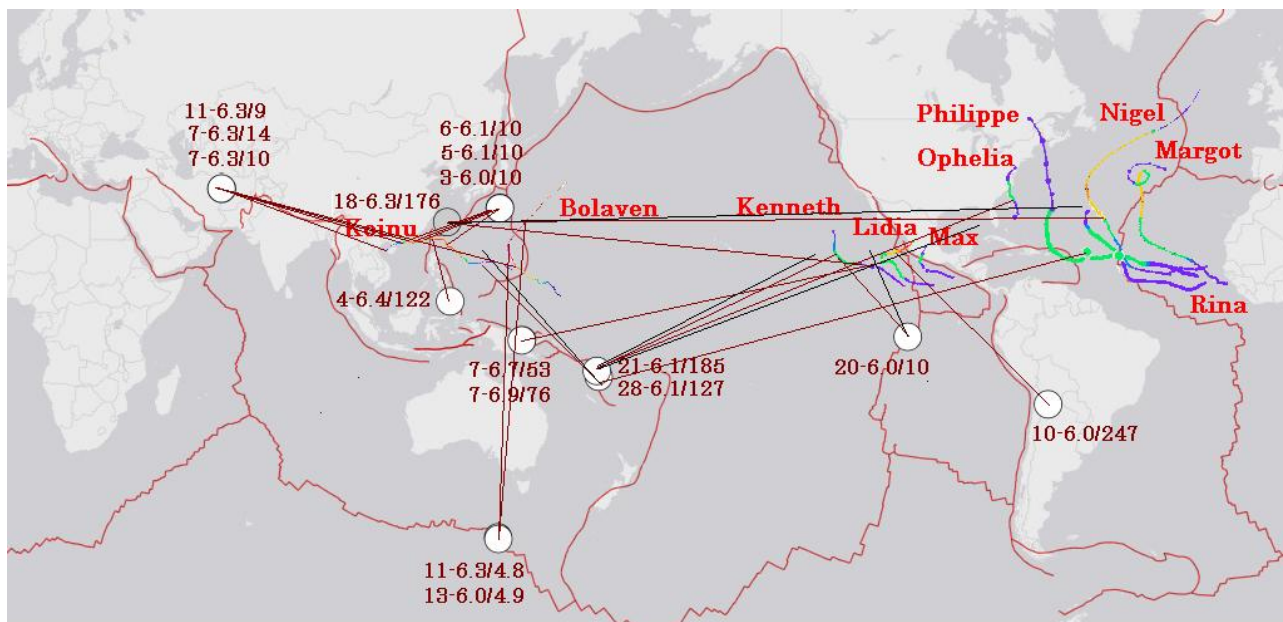 11-6.3/9
7-6.3/14
7-6.3/10
6-6.1/10
5-6.1/10
3-6.0/10
18-6.3/176
Koinu
Bolaven
Kenneth
Lidia
Max
Philippe
Ophelia
Nigel
Margot
Rina
4-6.4/122
7-6.7/53
7-6.9/76
21-6.1/185
28-6.1/127
20-6.0/10
10-6.0/247
11-6.3/4.8
13-6.0/4.9